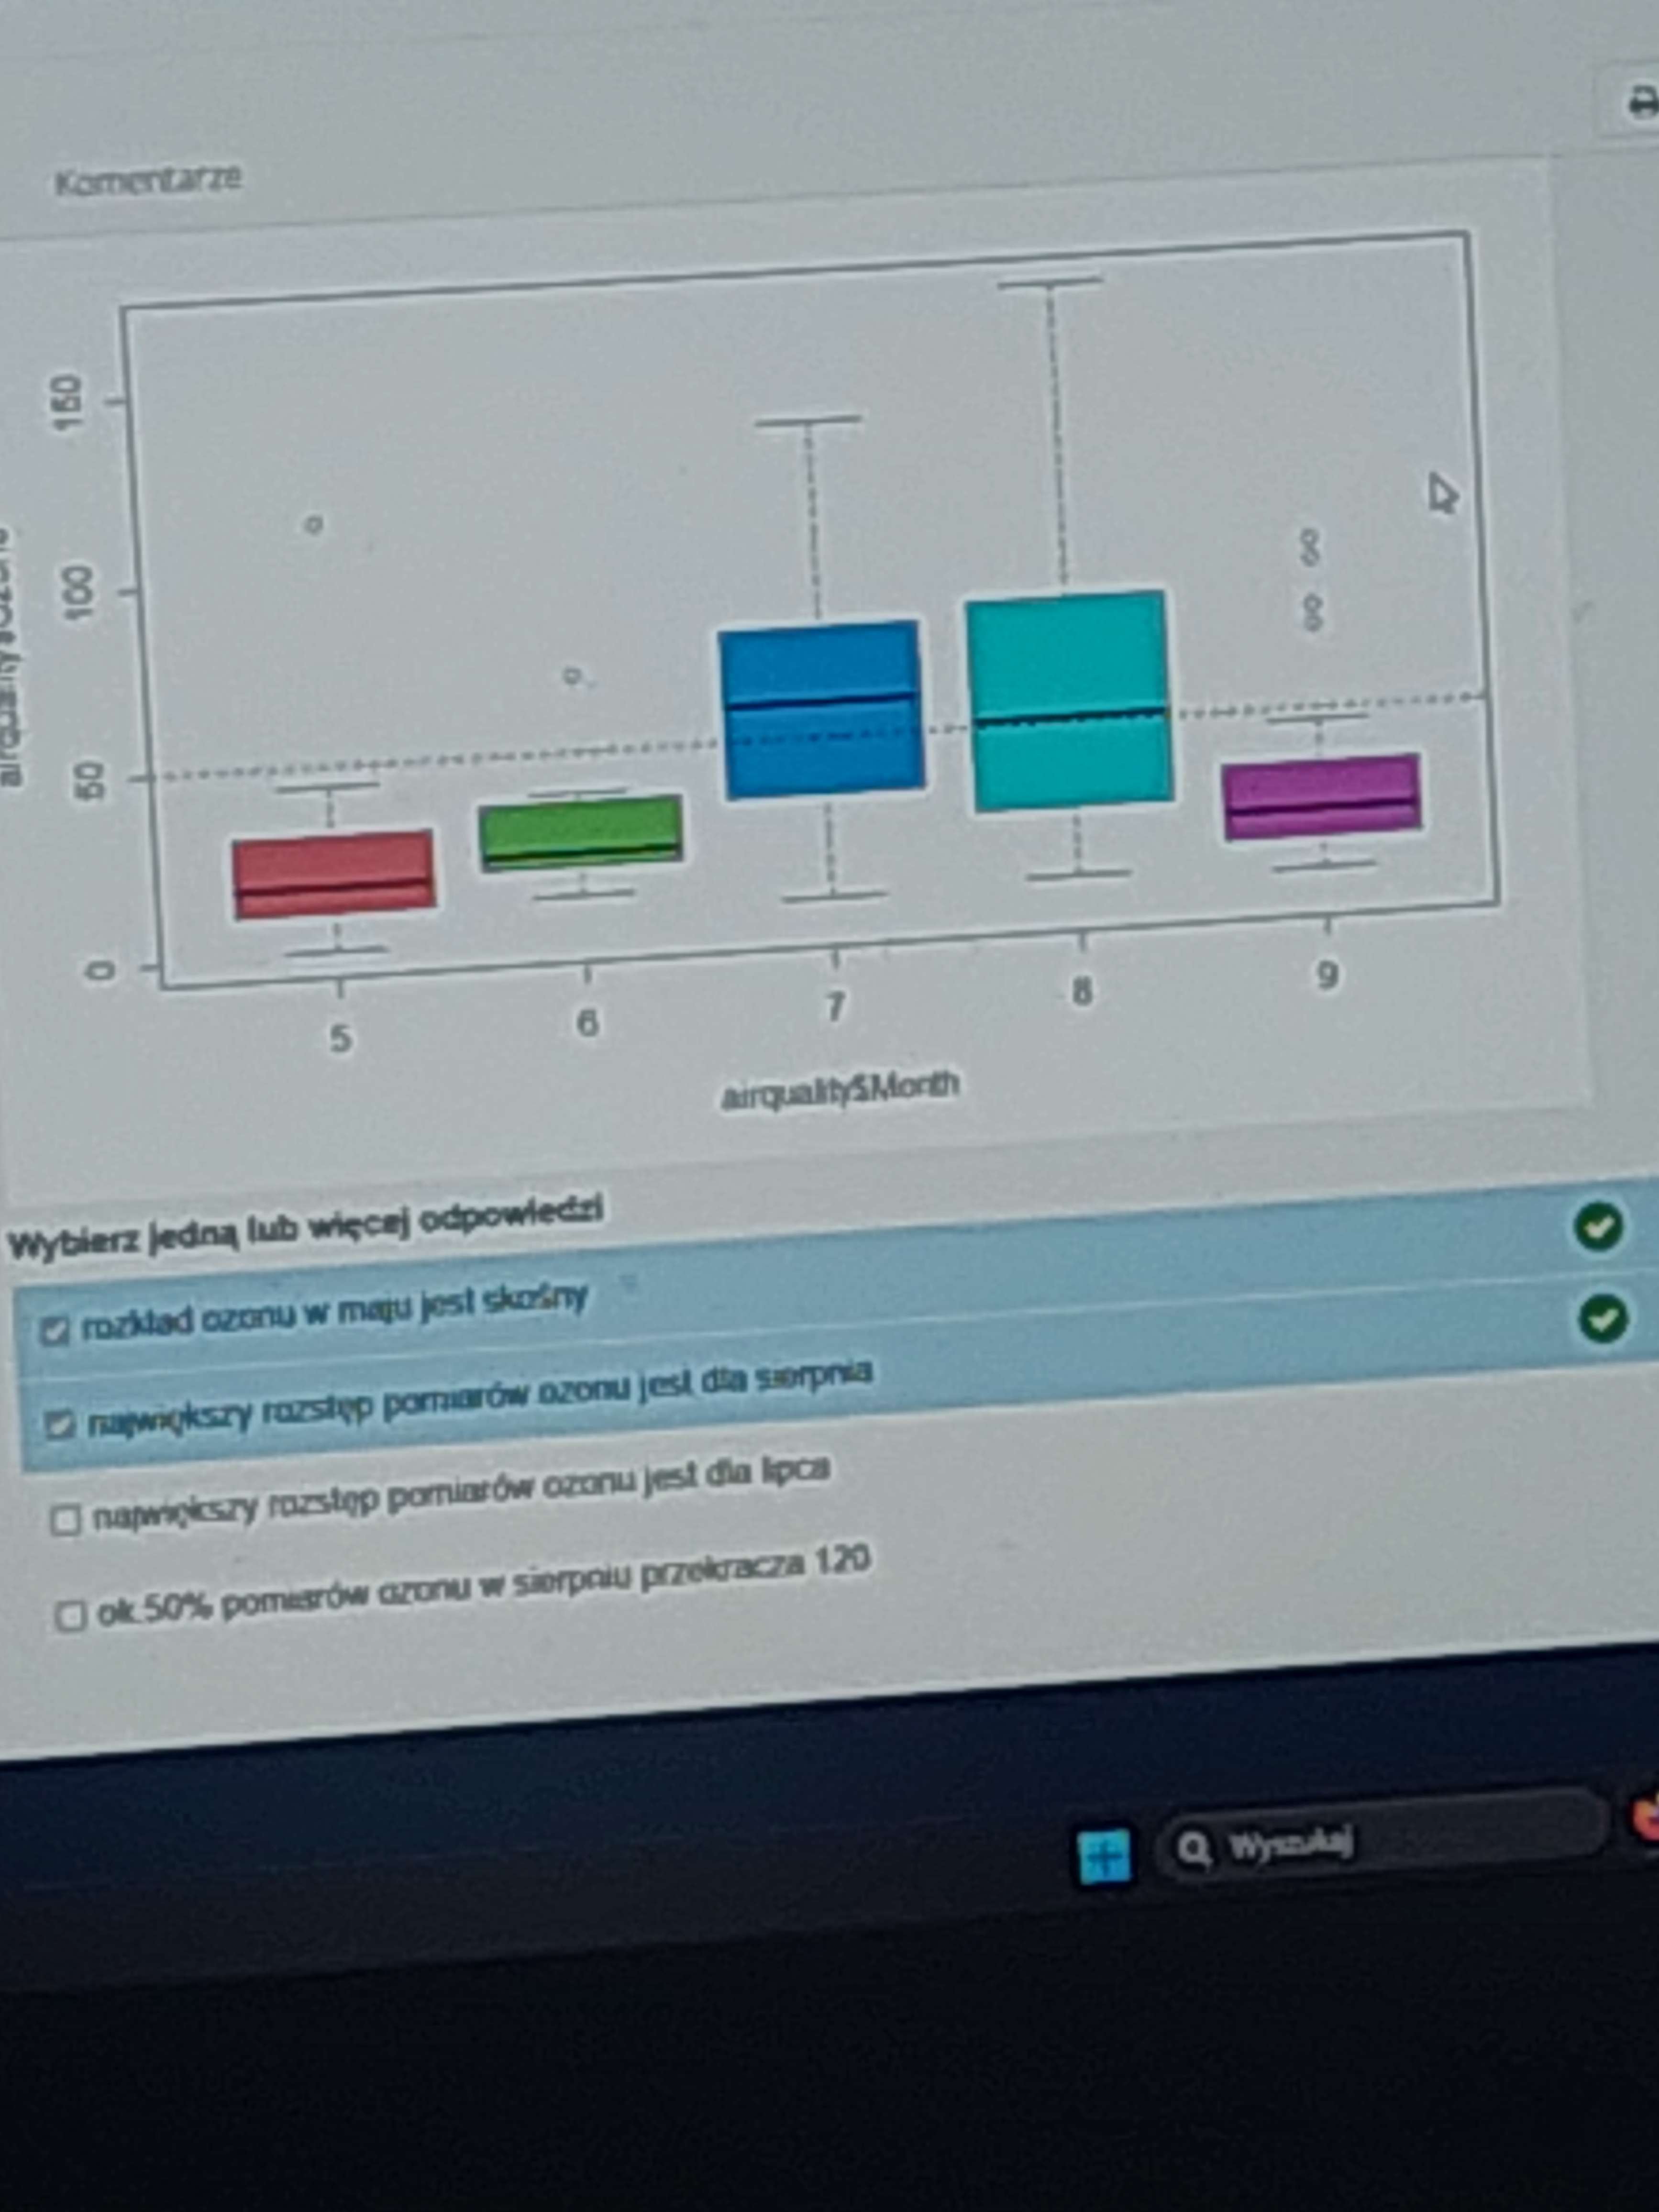 Komentarze
150
100
50
0
5
6
7
8
9
airquality$Month
Wybierz jedną lub więcej odpowiedzi
rozkład ozonu w maju jest skośny
największy rozstęp pomiarów ozonu jest dla sierpnia
największy rozstęp pomiarów ozonu jest dla lipca
ok.50% pomiarów ozonu w sierpniu przekracza 120
Wyszukaj